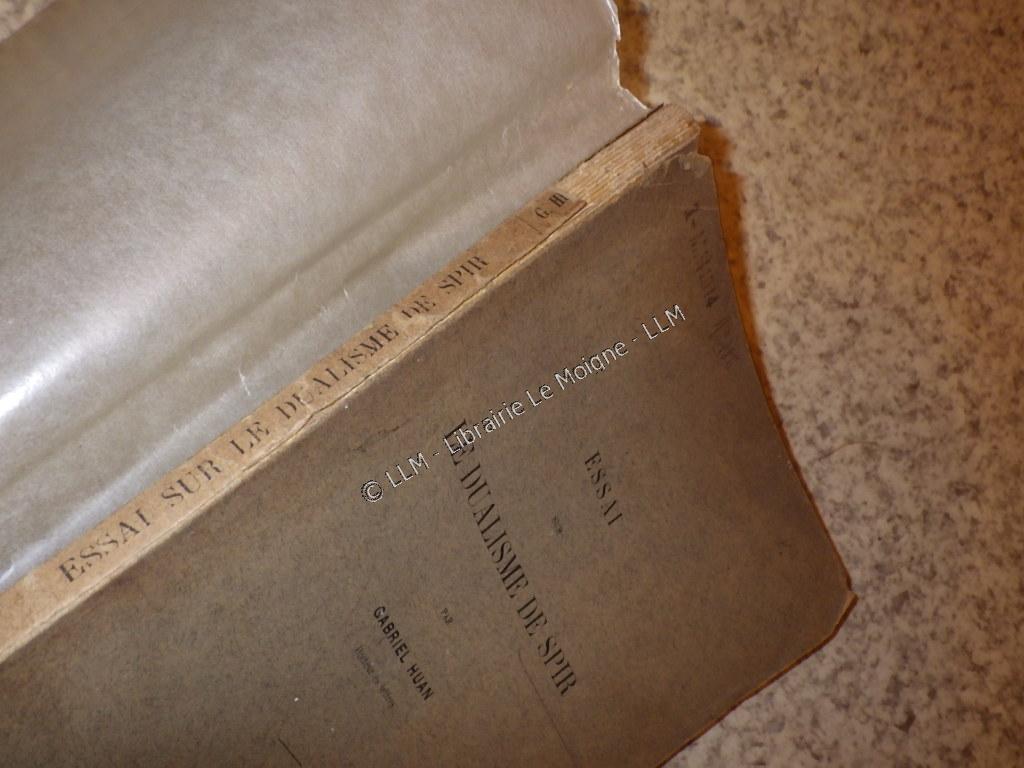 ESSAI SUR LE DUALISME DE SPIR
ESSAI
LE DUALISME DE SPIR
PAR
GABRIEL HUAN
© LLM - Librairie Le Moigne - LLM